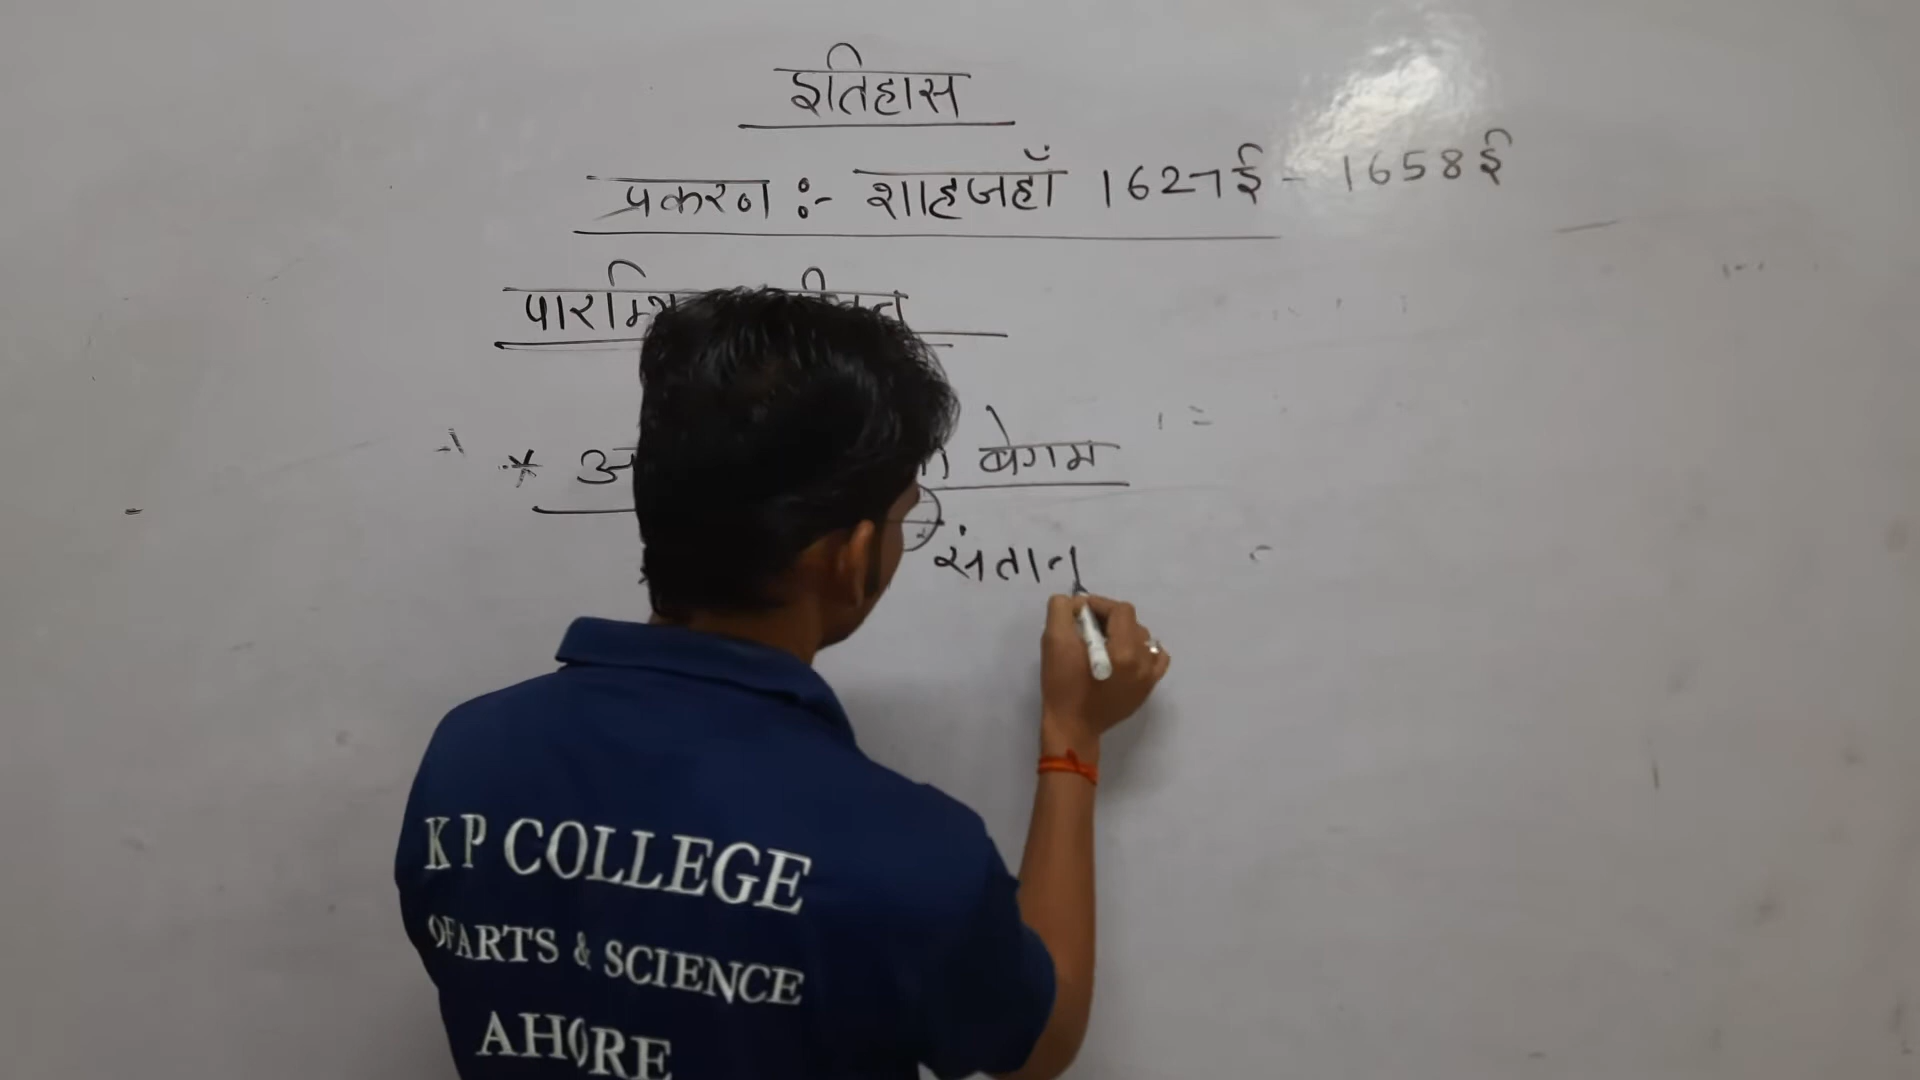 इतिहास
प्रकरण :- शाहजहाँ 1627ई - 1658ई
* बेगम
संतान
K P COLLEGE
OF ARTS & SCIENCE
AHORE